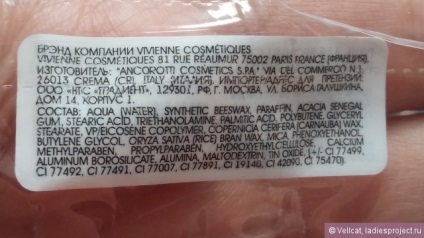 БРЭНД КОМПАНИИ VIVIENNE COSMÉTIQUES
VIVIENNE COSMÉTIQUES 81 RUE RÉAUMUR 75002 PARIS FRANCE (ФРАНЦИЯ).
ИЗГОТОВИТЕЛЬ: "ANCOROTTI COSMETICS S.P.A." VIA DEL COMMERCIO N.1
26013 CREMA (CR), ITALY (ИТАЛИЯ). ИМПОРТЕР/АДРЕС ДЛЯ ПРЕТЕНЗИЙ:
ООО «НТС «ГРАДИЕНТ», 129301, РФ, Г. МОСКВА, УЛ. БОРИСА ГАЛУШКИНА,
ДОМ 14, КОРПУС 1.
СОСТАВ: AQUA (WATER), SYNTHETIC BEESWAX, PARAFFIN, ACACIA SENEGAL
GUM, STEARIC ACID, TRIETHANOLAMINE, PALMITIC ACID, POLYBUTENE, GLYCERYL
STEARATE, VP/EICOSENE COPOLYMER, COPERNICIA CERIFERA (CARNAUBA) WAX,
BUTYLENE GLYCOL, ORYZA SATIVA (RICE) BRAN WAX, MICA, PHENOXYETHANOL,
METHYLPARABEN, PROPYLPARABEN, HYDROXYETHYLCELLULOSE, CALCIUM
ALUMINUM BOROSILICATE, ALUMINA, MALTODEXTRIN, TIN OXIDE. [+/- CI 77499,
CI 77492, CI 77491, CI 77007, CI 77891, CI 19140, CI 42090, CI 75470).
© Vellcat, ladiesproject.ru